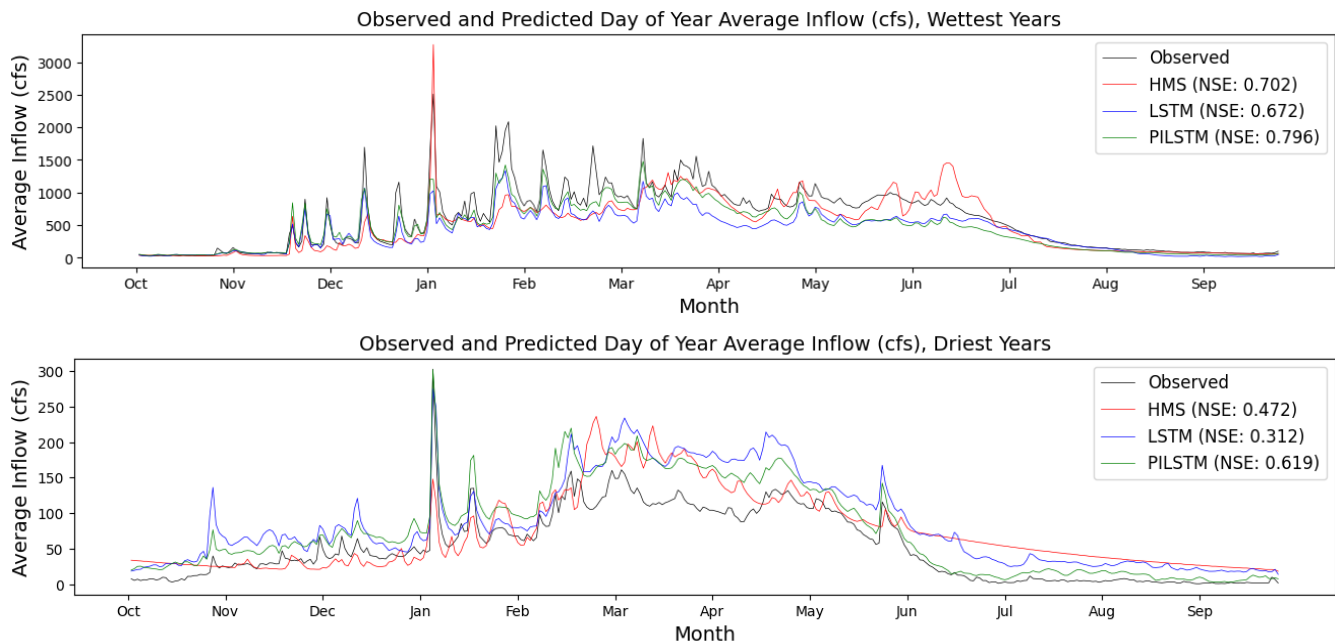 Observed and Predicted Day of Year Average Inflow (cfs), Wettest Years
Average Inflow (cfs)
3000
2500
2000
1500
1000
500
0
Observed
HMS (NSE: 0.702)
LSTM (NSE: 0.672)
PILSTM (NSE: 0.796)
Oct Nov Dec Jan Feb Mar Apr May Jun Jul Aug Sep
Month
Observed and Predicted Day of Year Average Inflow (cfs), Driest Years
Average Inflow (cfs)
300
250
200
150
100
50
0
Observed
HMS (NSE: 0.472)
LSTM (NSE: 0.312)
PILSTM (NSE: 0.619)
Oct Nov Dec Jan Feb Mar Apr May Jun Jul Aug Sep
Month